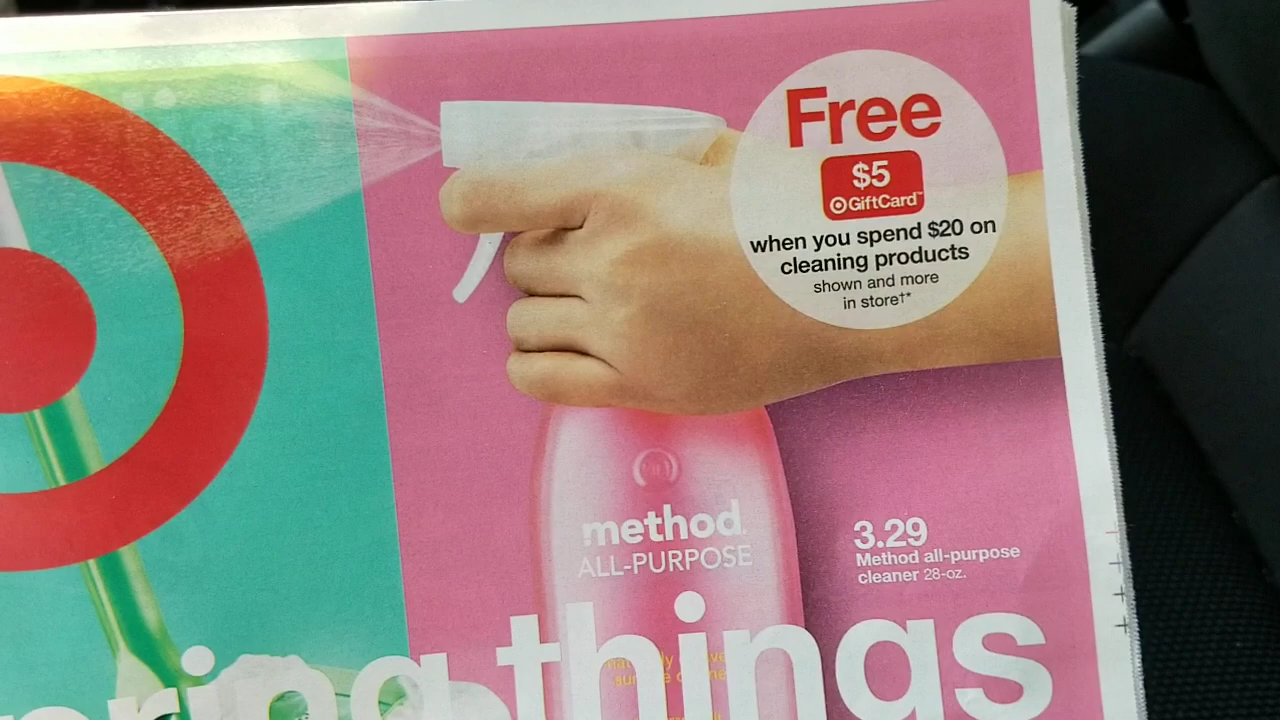 Free
$5
GiftCard™
when you spend $20 on
cleaning products
shown and more
in store†*
method.
ALL-PURPOSE
3.29
Method all-purpose
cleaner 28-oz.
things